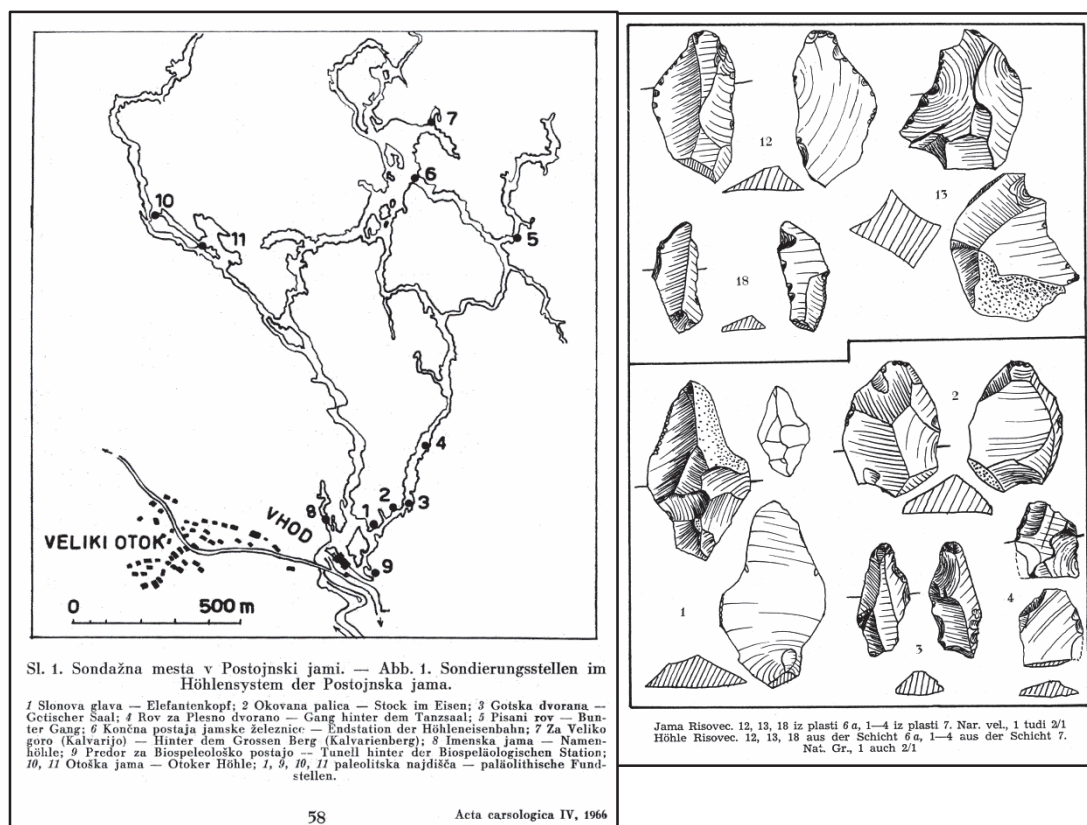 7
6
10
11
5
4
2
3
8
1
VHOD
VELIKI OTOK
9
0 500 m
Sl. 1. Sondažna mesta v Postojnski jami. — Abb. 1. Sondierungsstellen im
Höhlensystem der Postojnska jama.
1 Slonova glava — Elefantenkopf; 2 Okovana palica — Stock im Eisen; 3 Gotska dvorana —
Gotischer Saal; 4 Rov za Plesno dvorano — Gang hinter dem Tanzsaal; 5 Pisani rov — Bun-
ter Gang; 6 Končna postaja jamske železnice — Endstation der Höhleneisenbahn; 7 Za Veliko
goro (Kalvarijo) — Hinter dem Grossen Berg (Kalvarienberg); 8 Imenska jama — Namen-
höhle; 9 Predor za Biospeleološko postajo — Tunell hinter der Biospeläologischen Station;
10, 11 Otoška jama — Otoker Höhle; 1, 9, 10, 11 paleolitska najdišča — paläolithische Fund-
stellen.
58 Acta carsologica IV, 1966
12
13
18
2
1
3
4
Jama Risovec. 12, 13, 18 iz plasti 6 a, 1—4 iz plasti 7. Nar. vel., 1 tudi 2/1
Höhle Risovec. 12, 13, 18 aus der Schicht 6 a, 1—4 aus der Schicht 7.
Nat. Gr., 1 auch 2/1